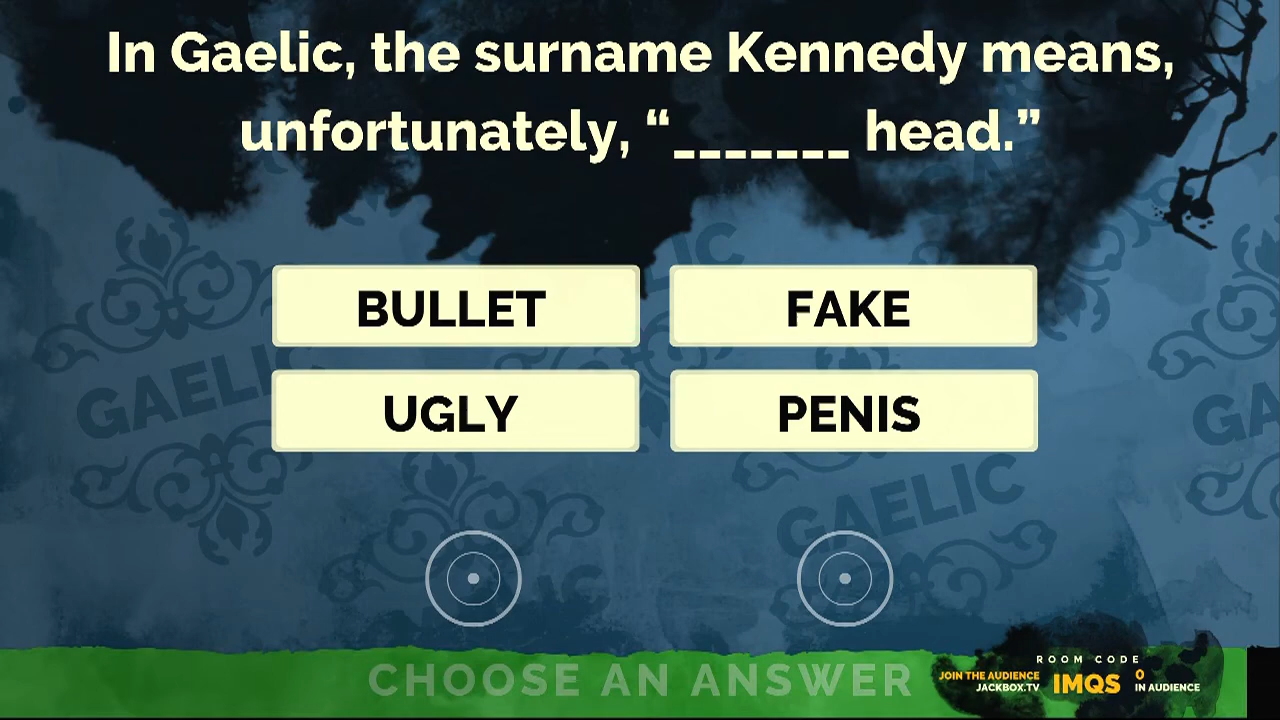 In Gaelic, the surname Kennedy means,
unfortunately, “_______ head.”
BULLET
FAKE
UGLY
PENIS
GAELIC
GAELIC
CHOOSE AN ANSWER
ROOM CODE
JOIN THE AUDIENCE
JACKBOX.TV
IMQS
0
IN AUDIENCE